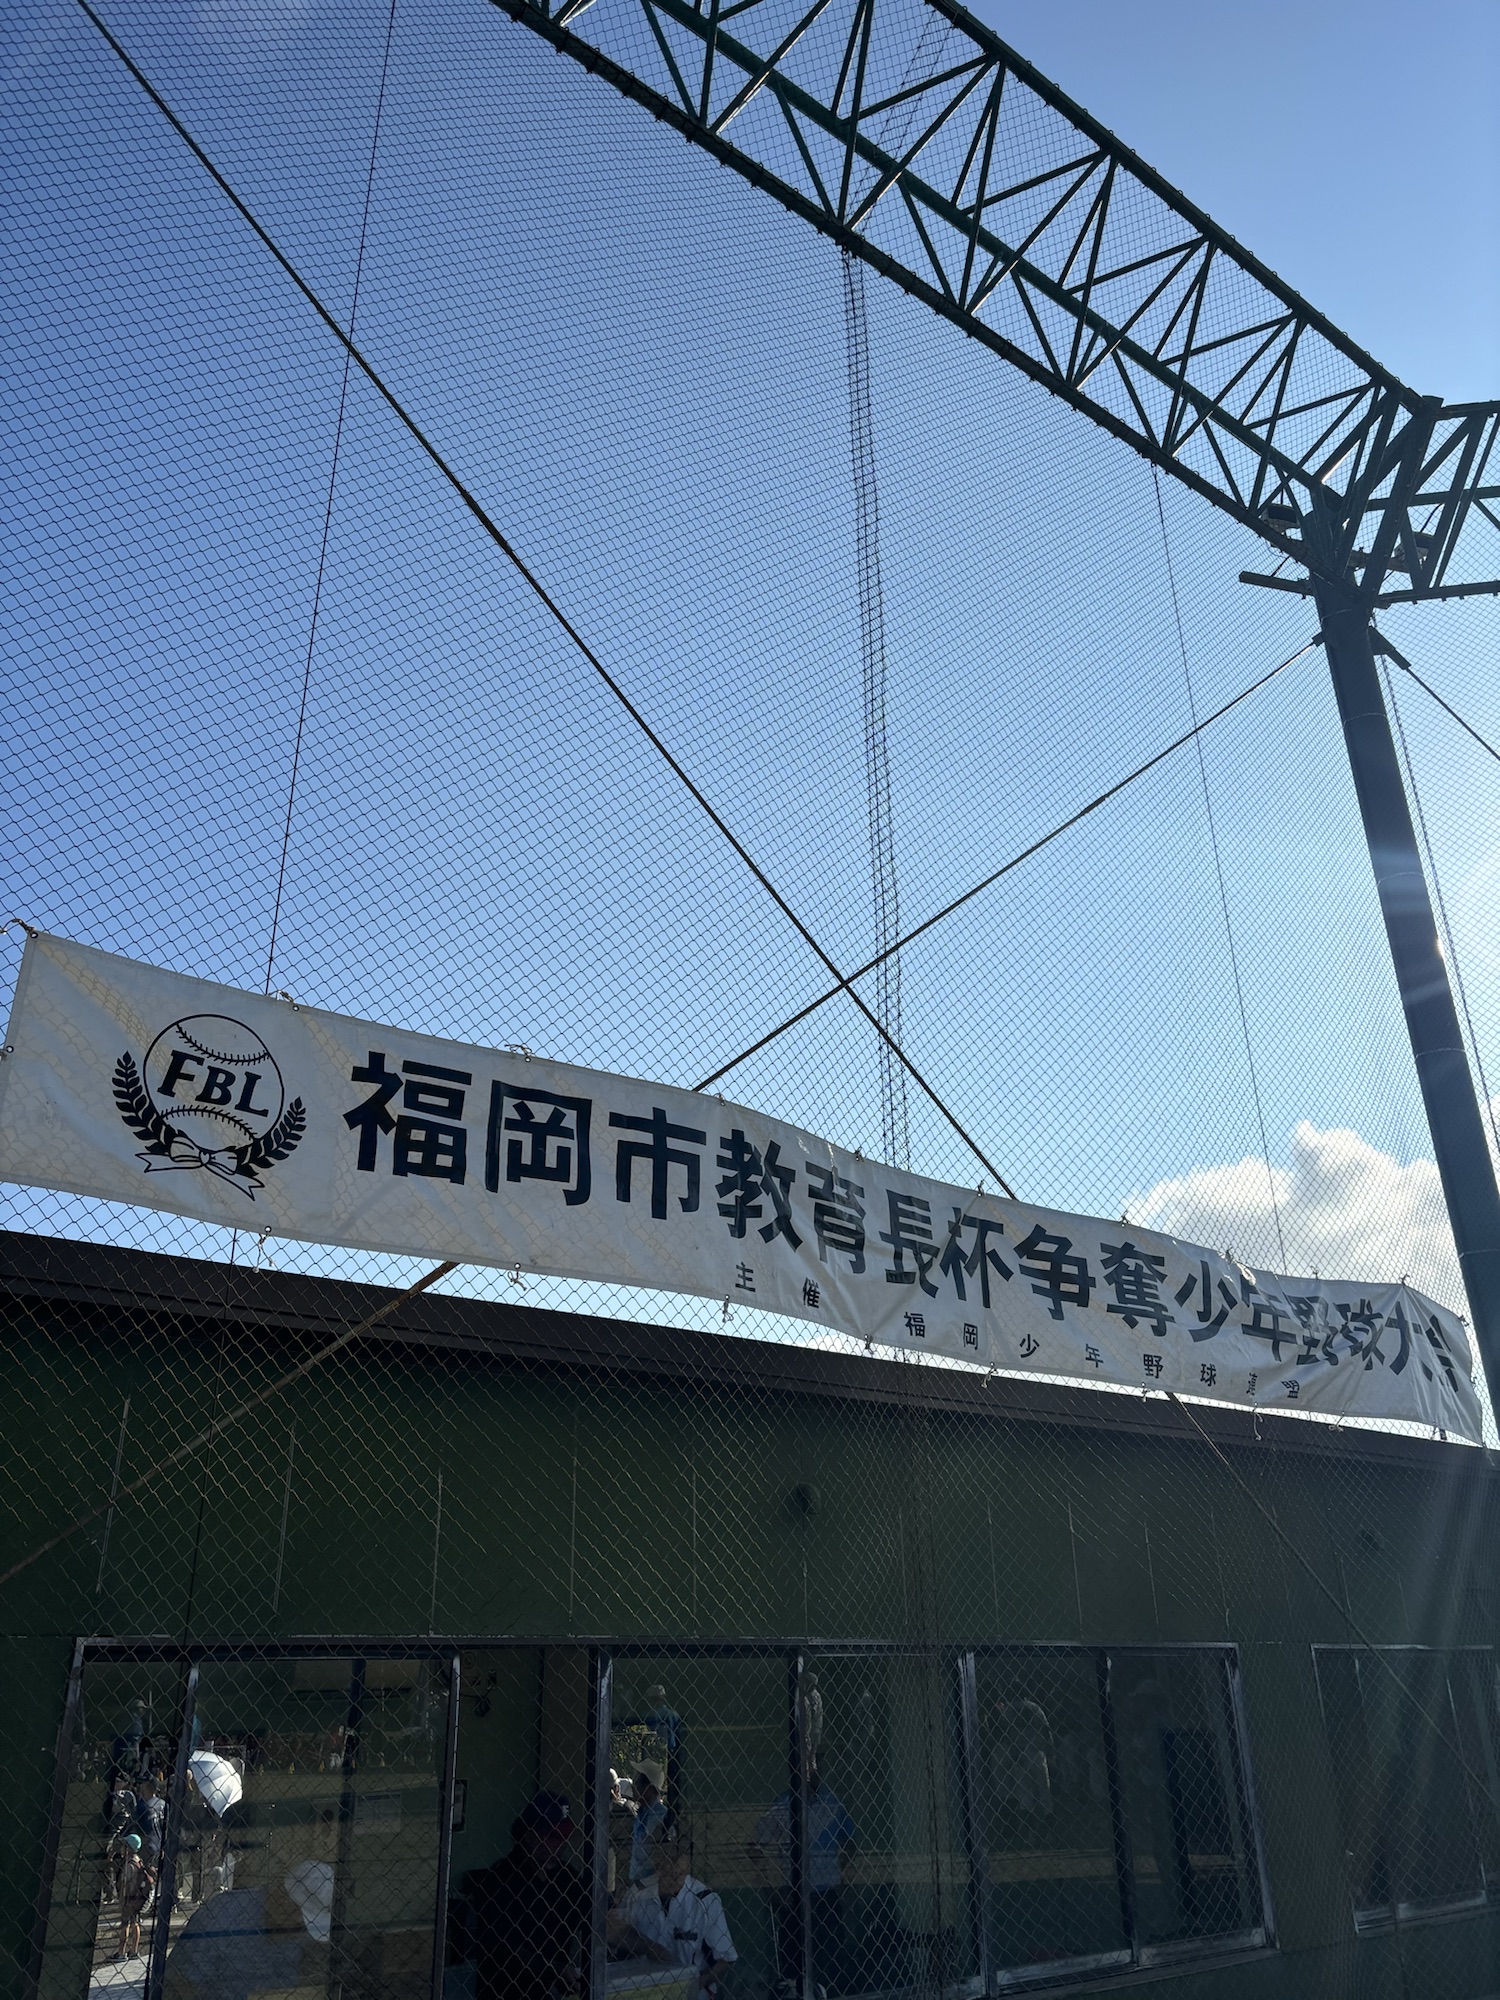 FBL
福岡市教育長杯争奪少年野球大会
主催 福岡少年野球連盟